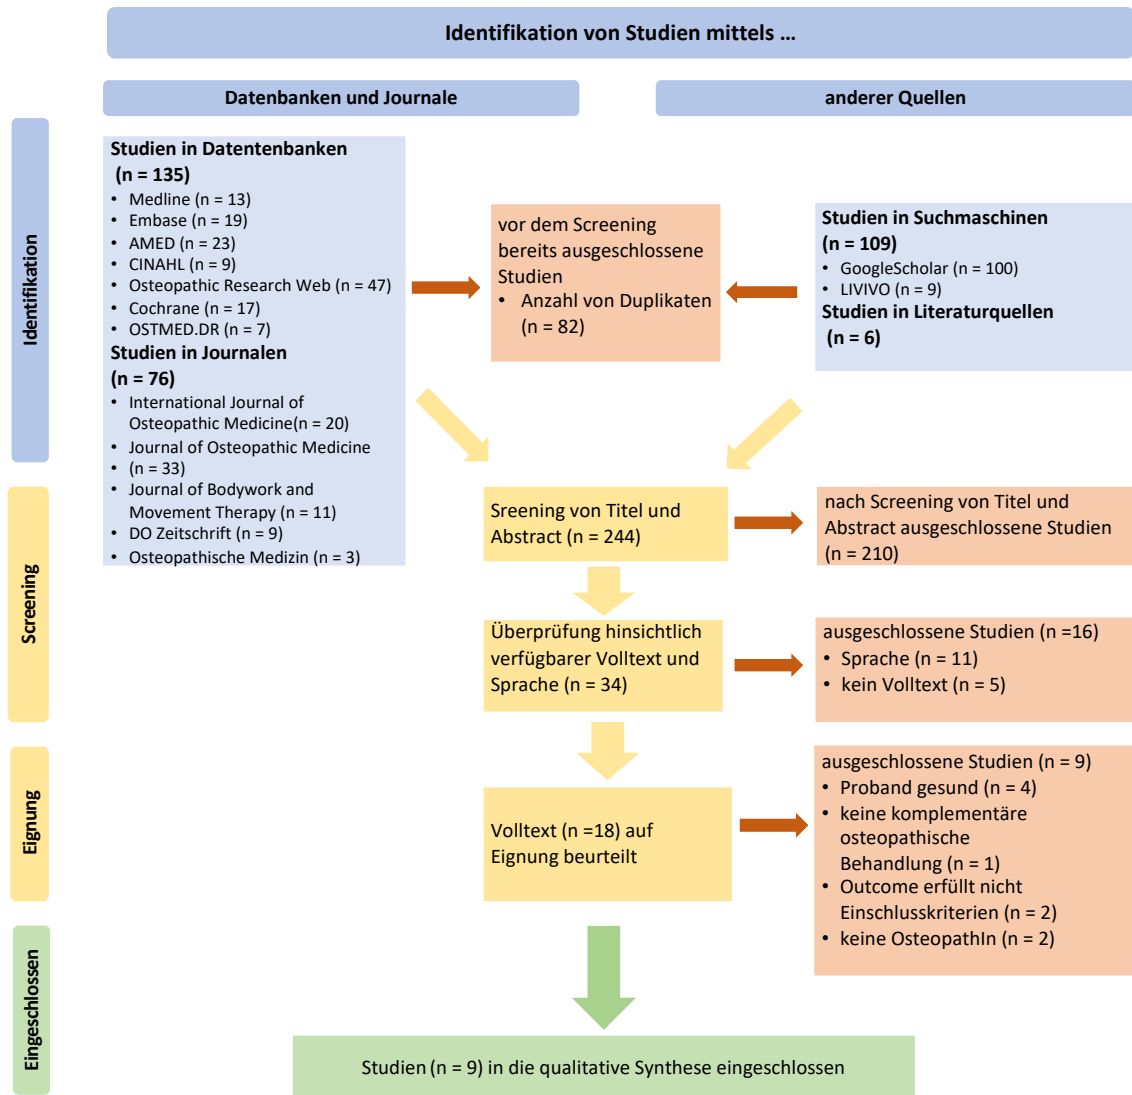 Identifikation von Studien mittels ...
Datenbanken und Journale
anderer Quellen
Identifikation
Studien in Datentenbanken
(n = 135)
• Medline (n = 13)
• Embase (n = 19)
• AMED (n = 23)
• CINAHL (n = 9)
• Osteopathic Research Web (n = 47)
• Cochrane (n = 17)
• OSTMED.DR (n = 7)
Studien in Journalen
(n = 76)
• International Journal of
Osteopathic Medicine(n = 20)
• Journal of Osteopathic Medicine
• (n = 33)
• Journal of Bodywork and
Movement Therapy (n = 11)
• DO Zeitschrift (n = 9)
• Osteopathische Medizin (n = 3)
vor dem Screening
bereits ausgeschlossene
Studien
• Anzahl von Duplikaten
(n = 82)
Studien in Suchmaschinen
(n = 109)
• GoogleScholar (n = 100)
• LIVIVO (n = 9)
Studien in Literaturquellen
(n = 6)
Screening
Sreening von Titel und
Abstract (n = 244)
nach Screening von Titel und
Abstract ausgeschlossene Studien
(n = 210)
Überprüfung hinsichtlich
verfügbarer Volltext und
Sprache (n = 34)
ausgeschlossene Studien (n =16)
• Sprache (n = 11)
• kein Volltext (n = 5)
Eignung
Volltext (n =18) auf
Eignung beurteilt
ausgeschlossene Studien (n = 9)
• Proband gesund (n = 4)
• keine komplementäre
osteopathische
Behandlung (n = 1)
• Outcome erfüllt nicht
Einschlusskriterien (n = 2)
• keine OsteopathIn (n = 2)
Eingeschlossen
Studien (n = 9) in die qualitative Synthese eingeschlossen